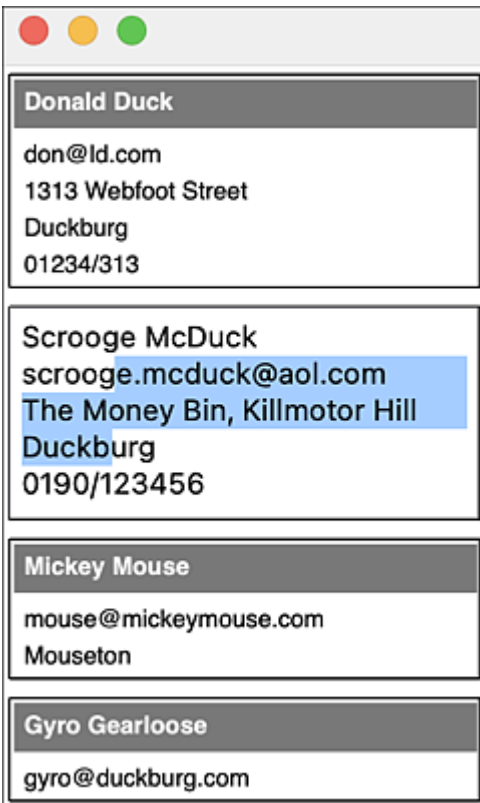 Donald Duck
don@ld.com
1313 Webfoot Street
Duckburg
01234/313
Scrooge McDuck
scrooge.mcduck@aol.com
The Money Bin, Killmotor Hill
Duckburg
0190/123456
Mickey Mouse
mouse@mickeymouse.com
Mouseton
Gyro Gearloose
gyro@duckburg.com